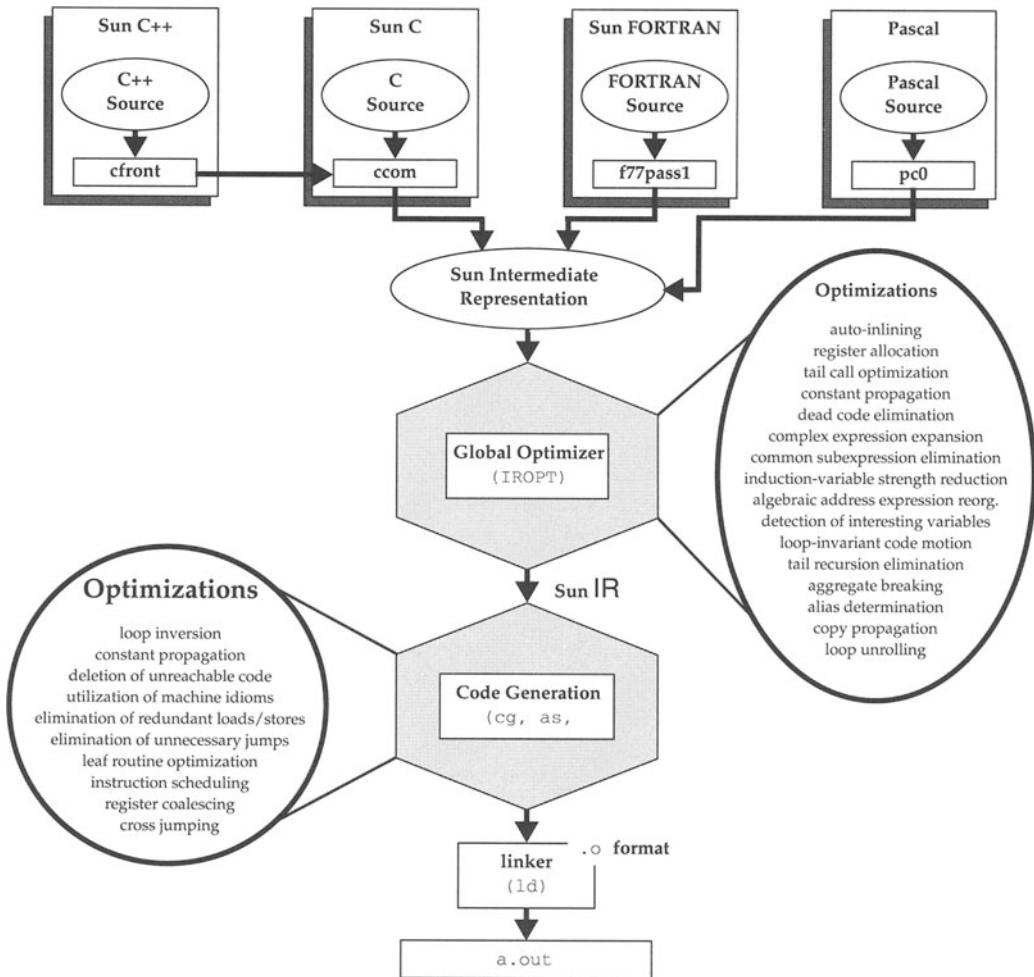 Sun C++
C++
Source
cfront
Sun C
C
Source
ccom
Sun FORTRAN
FORTRAN
Source
f77pass1
Pascal
Pascal
Source
pc0
Sun Intermediate
Representation
Optimizations
auto-inlining
register allocation
tail call optimization
constant propagation
dead code elimination
complex expression expansion
common subexpression elimination
induction-variable strength reduction
algebraic address expression reorg.
detection of interesting variables
loop-invariant code motion
tail recursion elimination
aggregate breaking
alias determination
copy propagation
loop unrolling
Global Optimizer
(IROPT)
Sun IR
Optimizations
loop inversion
constant propagation
deletion of unreachable code
utilization of machine idioms
elimination of redundant loads/stores
elimination of unnecessary jumps
leaf routine optimization
instruction scheduling
register coalescing
cross jumping
Code Generation
(cg, as,
.o format
linker
(ld)
a.out